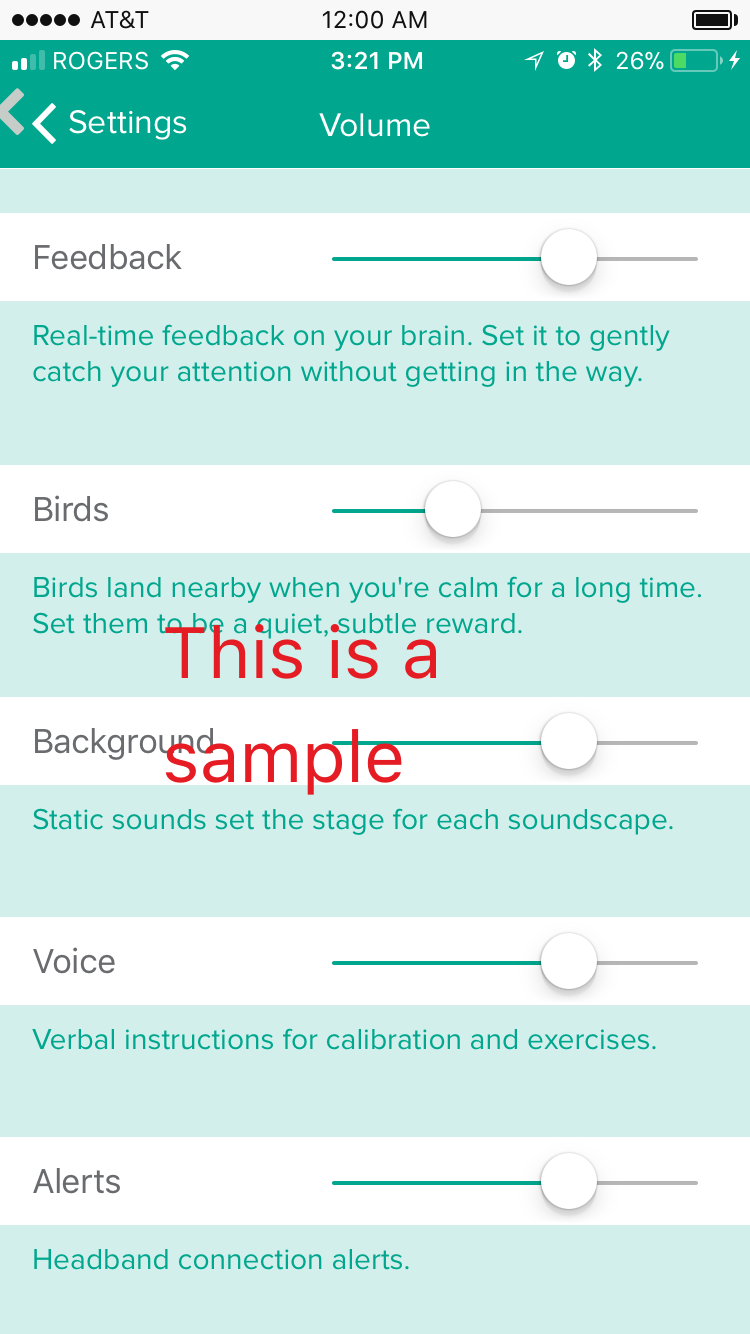 AT&T 12:00 AM
ROGERS 3:21 PM 26%
Settings Volume
Feedback
Real-time feedback on your brain. Set it to gently
catch your attention without getting in the way.
Birds
Birds land nearby when you're calm for a long time.
Set them to be a quiet, subtle reward.
This is a
Background
sample
Static sounds set the stage for each soundscape.
Voice
Verbal instructions for calibration and exercises.
Alerts
Headband connection alerts.